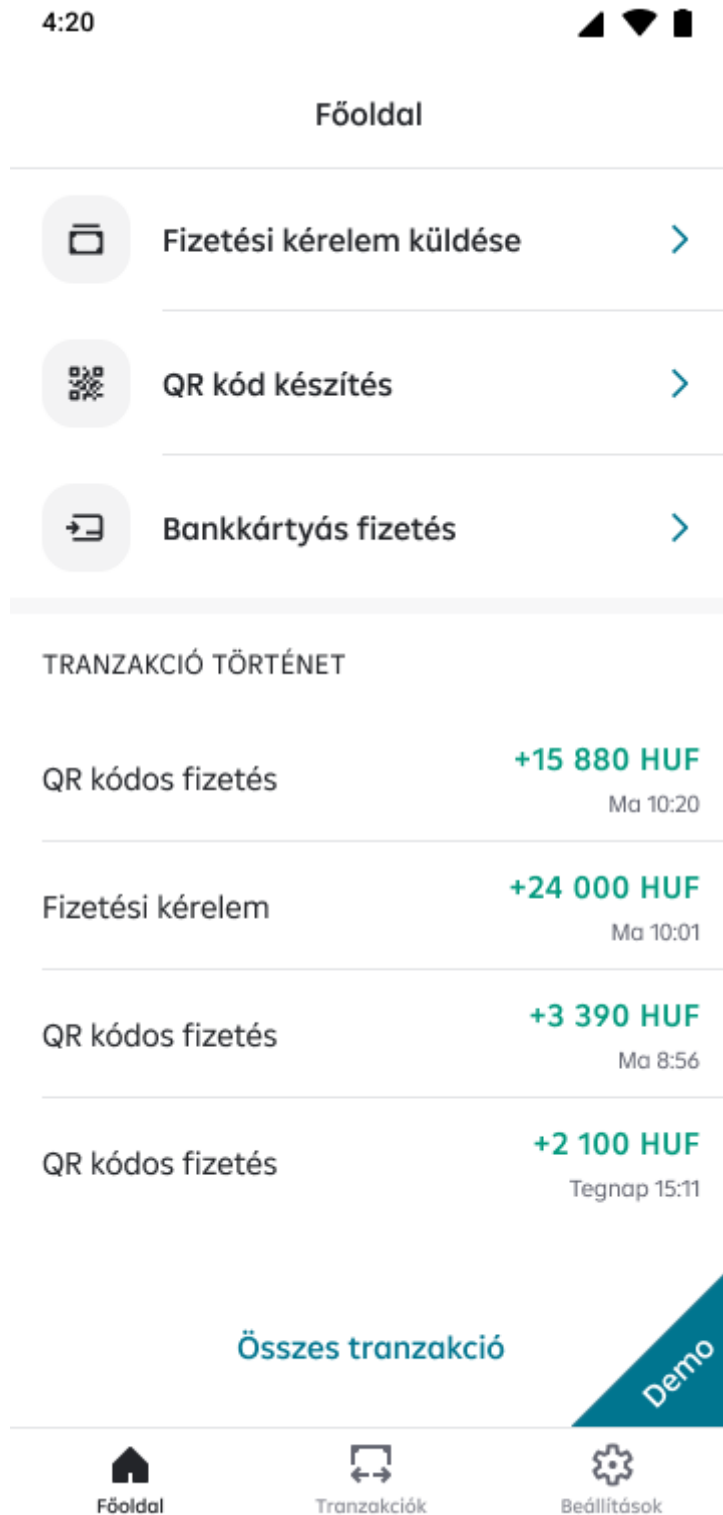 4:20
Főoldal
Fizetési kérelem küldése
QR kód készítés
Bankkártyás fizetés
TRANZAKCIÓ TÖRTÉNET
QR kódos fizetés
+15 880 HUF
Ma 10:20
Fizetési kérelem
+24 000 HUF
Ma 10:01
QR kódos fizetés
+3 390 HUF
Ma 8:56
QR kódos fizetés
+2 100 HUF
Tegnap 15:11
Összes tranzakció
Demo
Főoldal
Tranzakciók
Beállítások